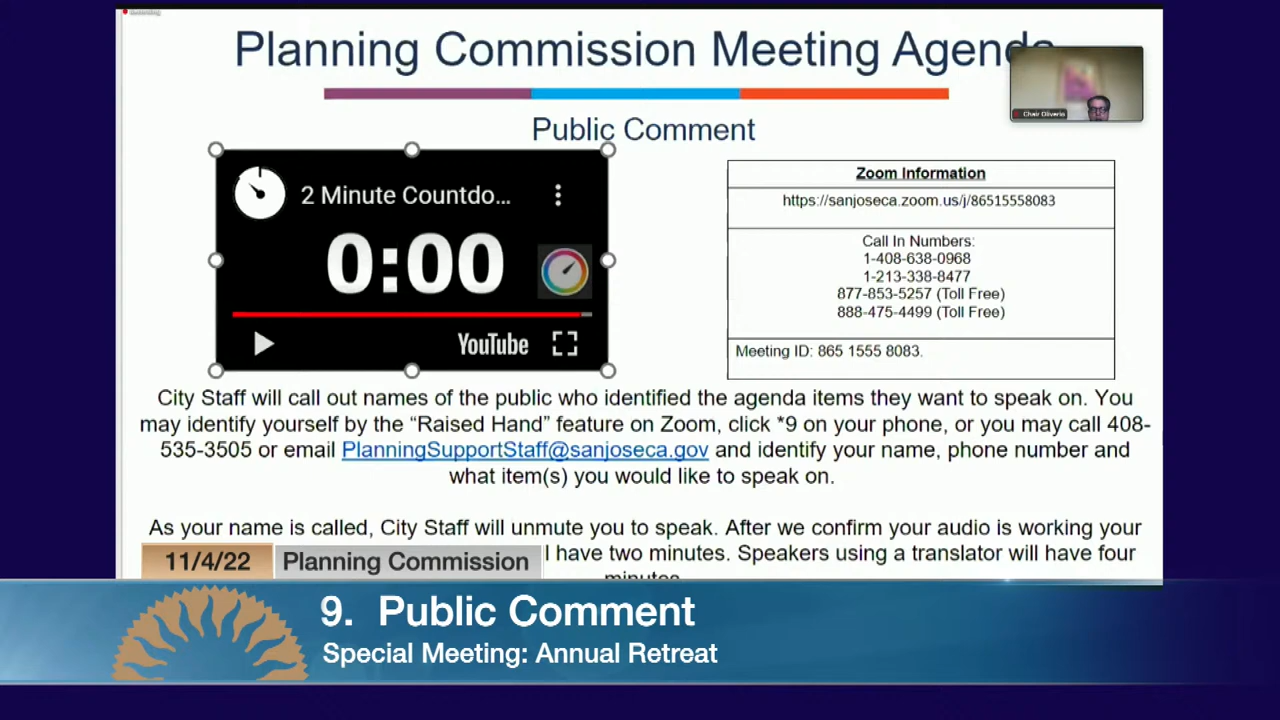 Recording
Planning Commission Meeting Agenda
Chair Oliverio
Public Comment
2 Minute Countdo...
0:00
YouTube
Zoom Information
https://sanjoseca.zoom.us/j/86515558083
Call In Numbers:
1-408-638-0968
1-213-338-8477
877-853-5257 (Toll Free)
888-475-4499 (Toll Free)
Meeting ID: 865 1555 8083.
City Staff will call out names of the public who identified the agenda items they want to speak on. You
may identify yourself by the “Raised Hand” feature on Zoom, click *9 on your phone, or you may call 408-
535-3505 or email PlanningSupportStaff@sanjoseca.gov and identify your name, phone number and
what item(s) you would like to speak on.
As your name is called, City Staff will unmute you to speak. After we confirm your audio is working your
l have two minutes. Speakers using a translator will have four
minutes.
11/4/22 Planning Commission
9. Public Comment
Special Meeting: Annual Retreat